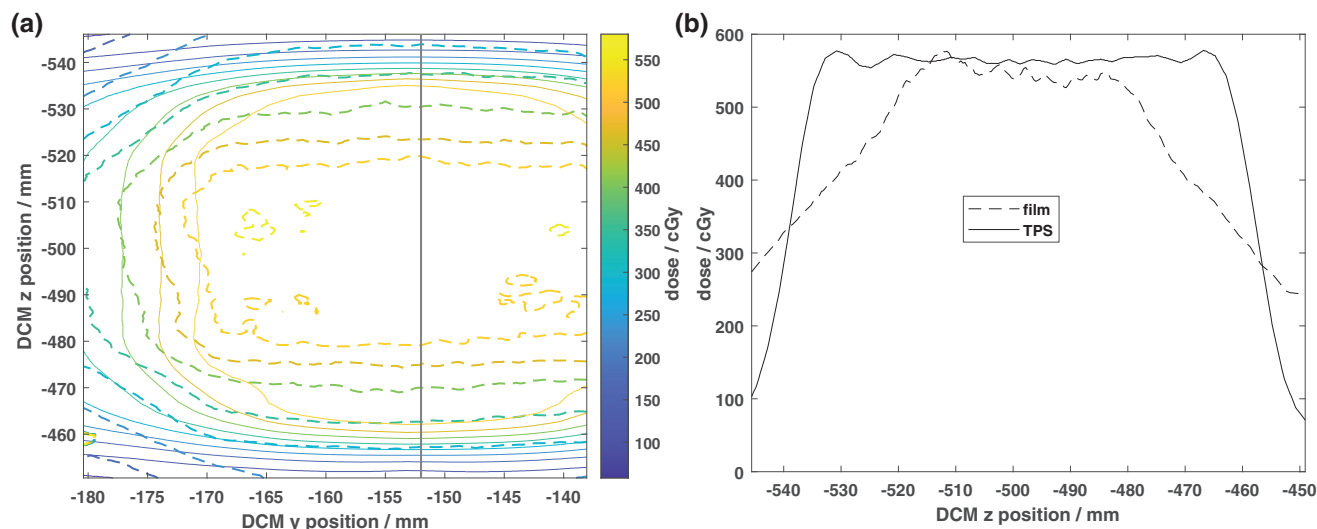 (a)
-540
-530
-520
-510
-500
-490
-480
-470
-460
DCM z position / mm
-180 -175 -170 -165 -160 -155 -150 -145 -140
DCM y position / mm
550
500
450
400
350
300
250
200
150
100
dose / cGy
(b)
600
500
400
300
200
100
0
dose / cGy
film
TPS
-540 -530 -520 -510 -500 -490 -480 -470 -460 -450
DCM z position / mm